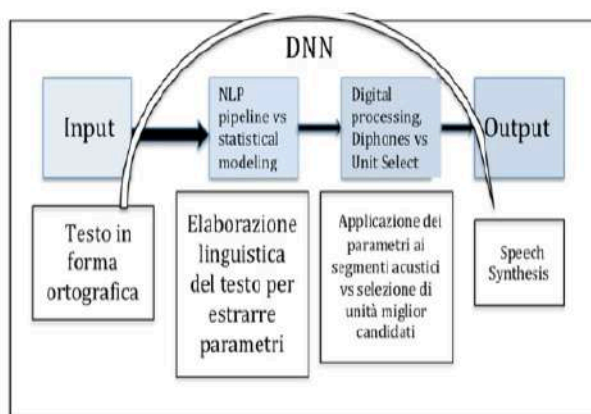 DNN
Input
NLP
pipeline vs
statistical
modeling
Digital
processing,
Diphones vs
Unit Select
Output
Testo in
forma
ortografica
Elaborazione
linguistica
del testo per
estrarre
parametri
Applicazione dei
parametri ai
segmenti acustici
vs selezione di
unità miglior
candidati
Speech
Synthesis